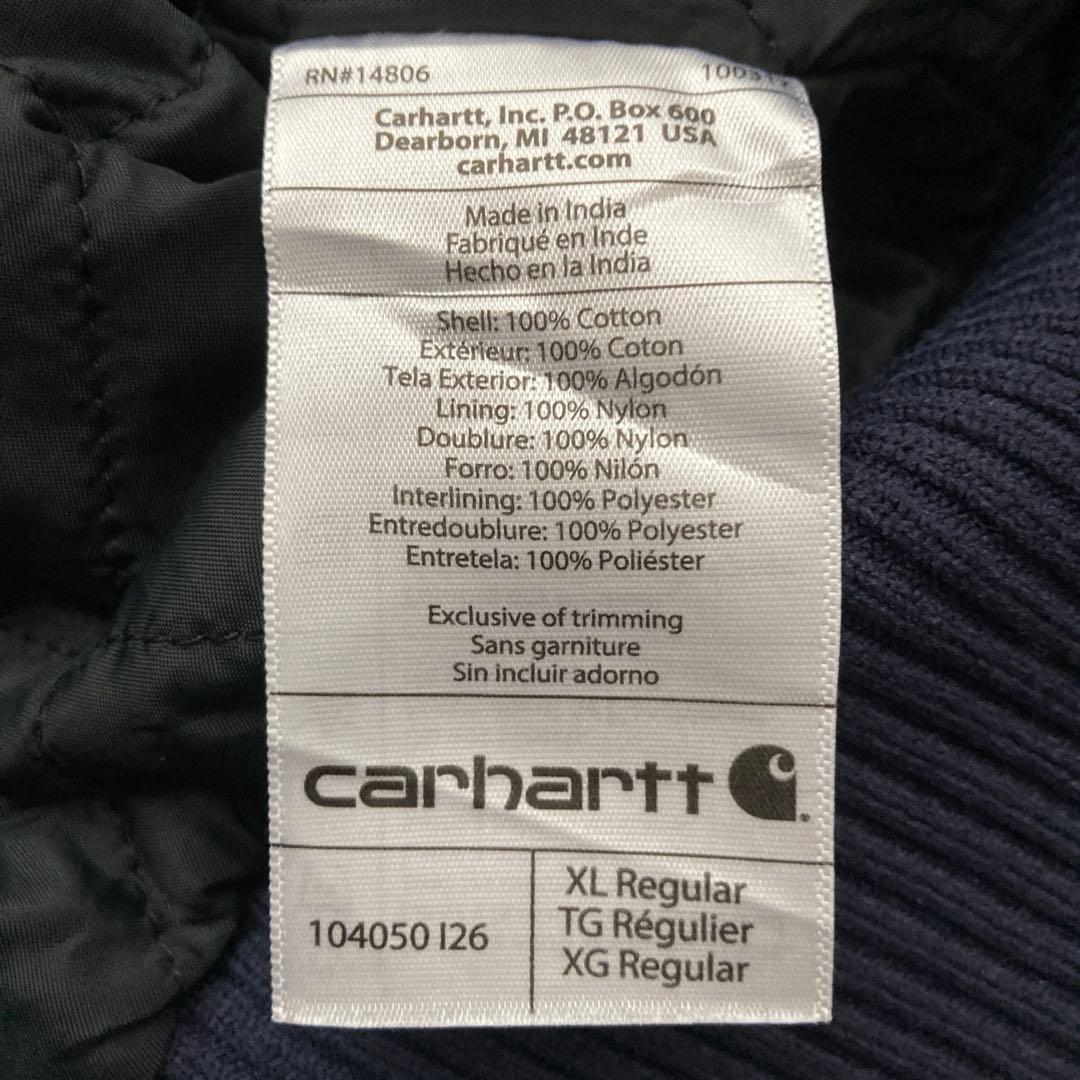 RN#14806
Carhartt, Inc. P.O. Box 600
Dearborn, MI 48121 USA
carhartt.com
Made in India
Fabriqué en Inde
Hecho en la India
Shell: 100% Cotton
Extérieur: 100% Coton
Tela Exterior: 100% Algodón
Lining: 100% Nylon
Doublure: 100% Nylon
Forro: 100% Nilón
Interlining: 100% Polyester
Entredoublure: 100% Polyester
Entretela: 100% Poliéster
Exclusive of trimming
Sans garniture
Sin incluir adorno
carhartt
104050 I26
XL Regular
TG Régulier
XG Regular